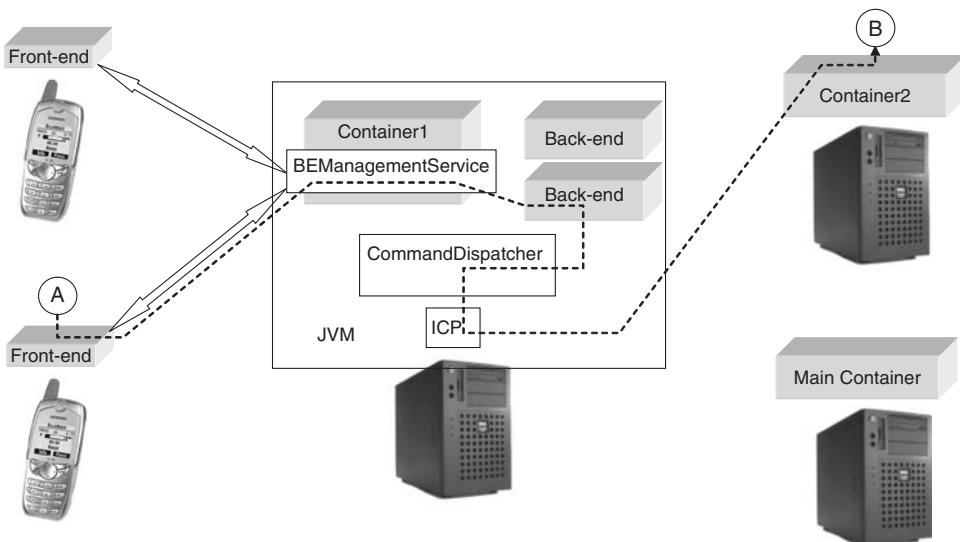 Front-end
A
Front-end
Container1
BEManagementService
Back-end
Back-end
CommandDispatcher
ICP
JVM
B
Container2
Main Container